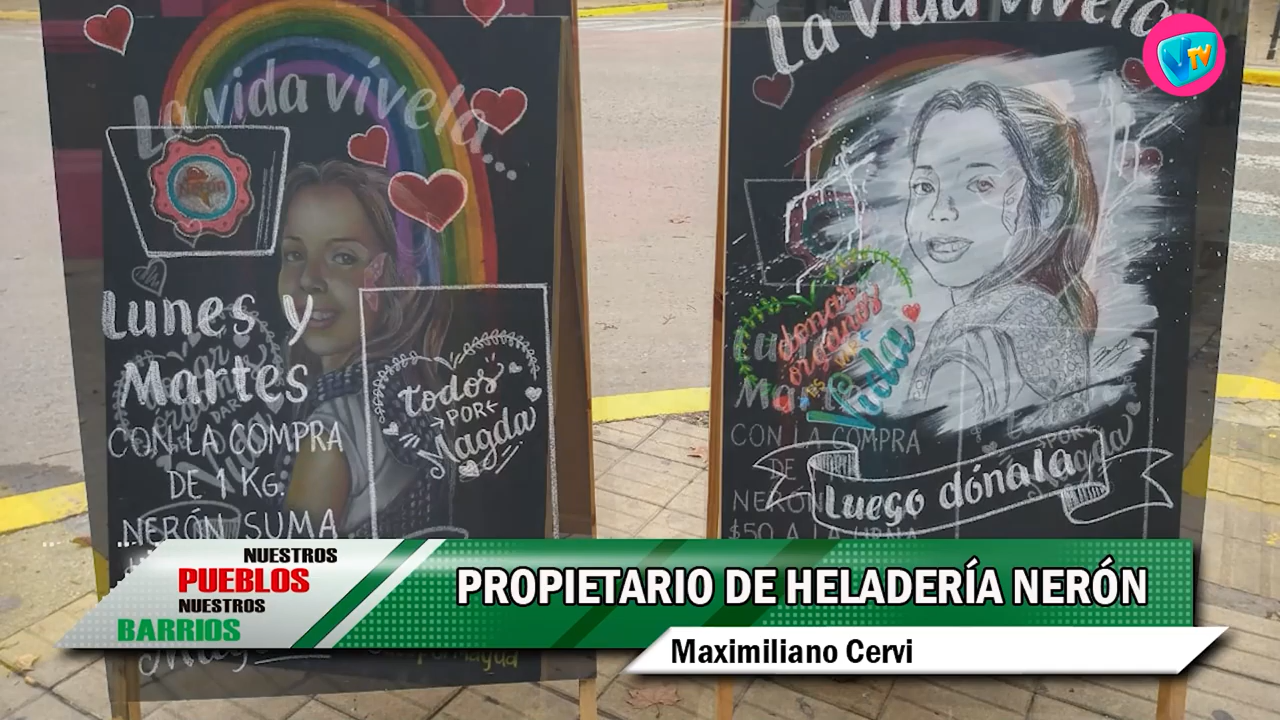 La vida vívela...
Nerón
Lunes y
Martes
CON LA COMPRA
DE 1 KG.
NERÓN SUMA
Todos
POR
Magda
La vida vívela
VTV
donar
órganos
ES
Vida
CON LA COMPRA
DE
NERÓN
$50 A LA URNA
Luego dónala
NUESTROS
PUEBLOS
NUESTROS
BARRIOS
PROPIETARIO DE HELADERÍA NERÓN
Maximiliano Cervi